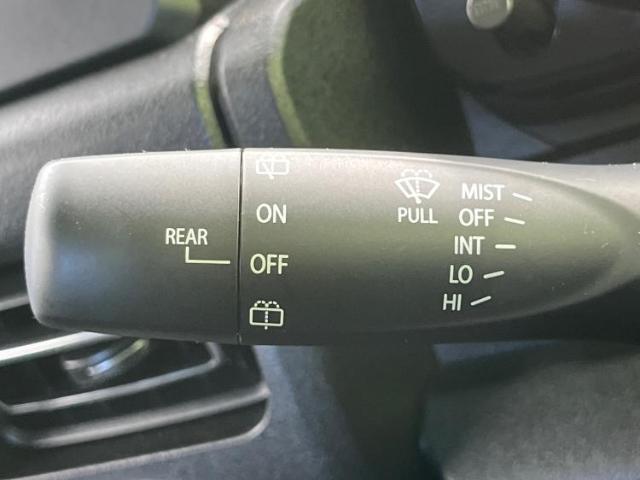 REAR
ON
OFF
PULL
MIST
OFF
INT
LO
HI